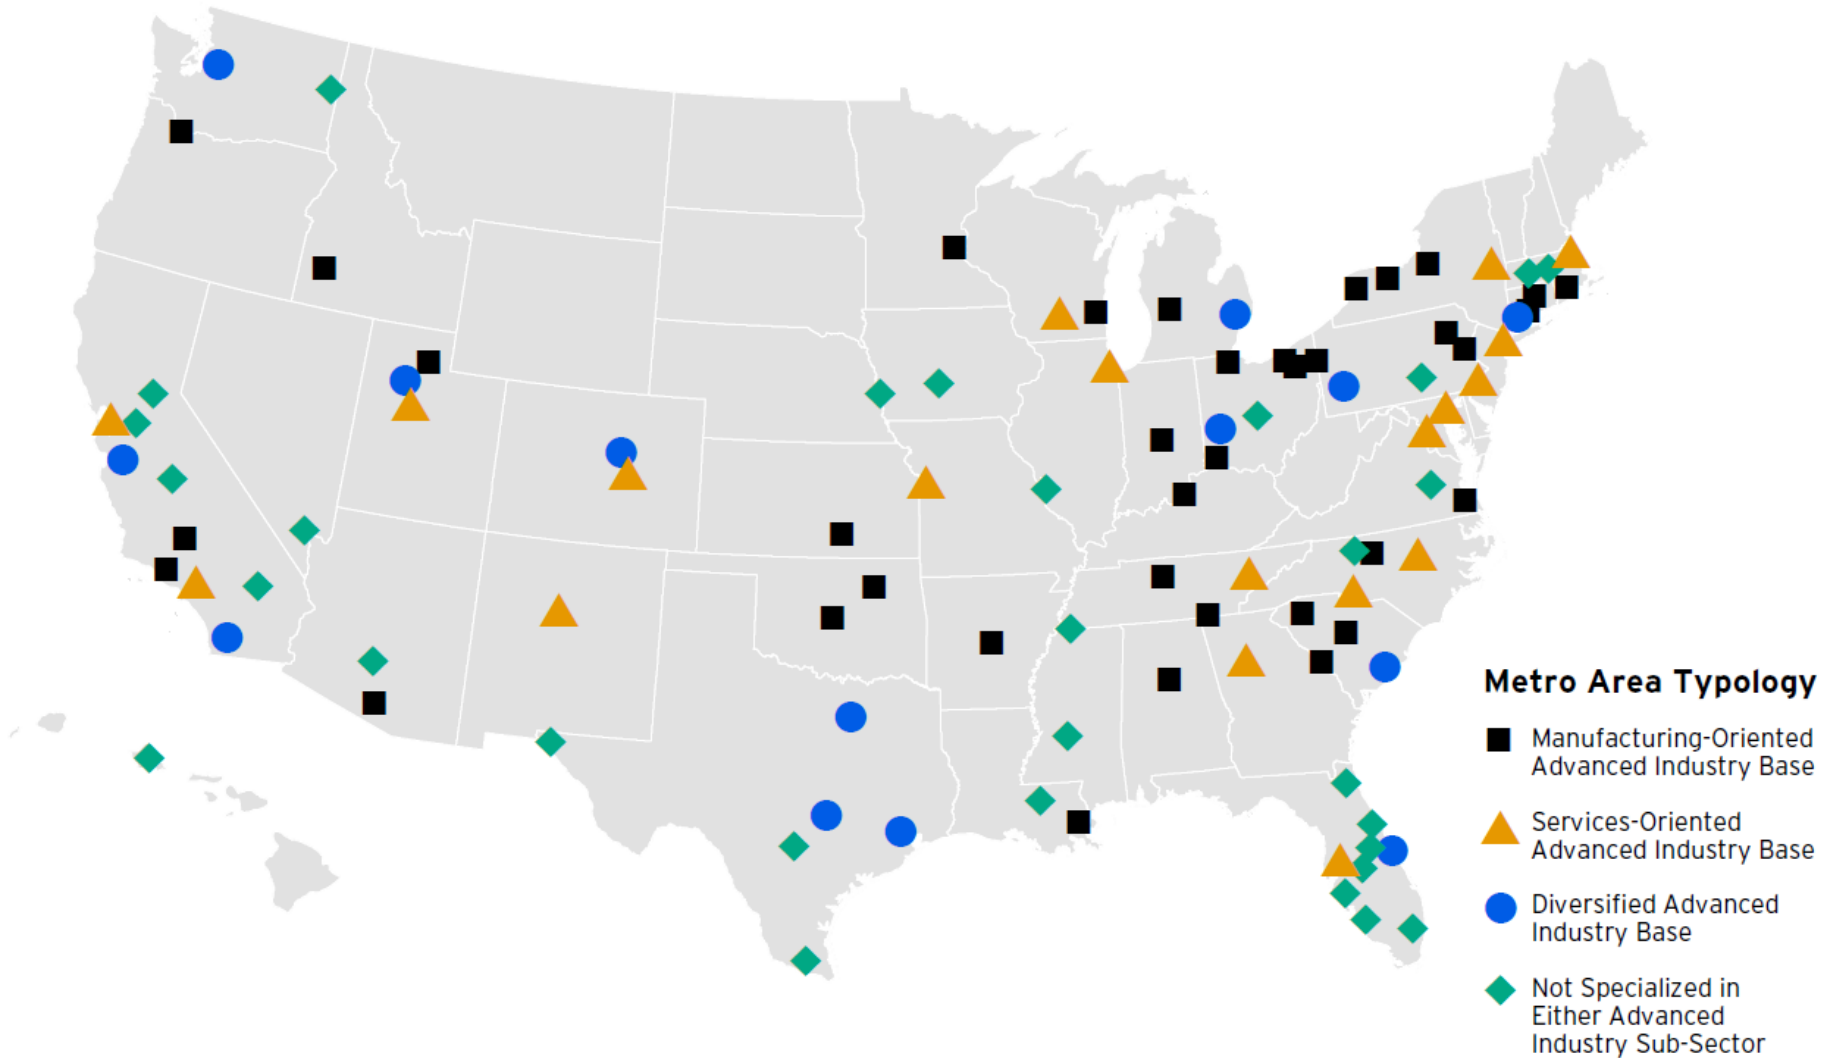 Metro Area Typology
Manufacturing-Oriented
Advanced Industry Base
Services-Oriented
Advanced Industry Base
Diversified Advanced
Industry Base
Not Specialized in
Either Advanced
Industry Sub-Sector